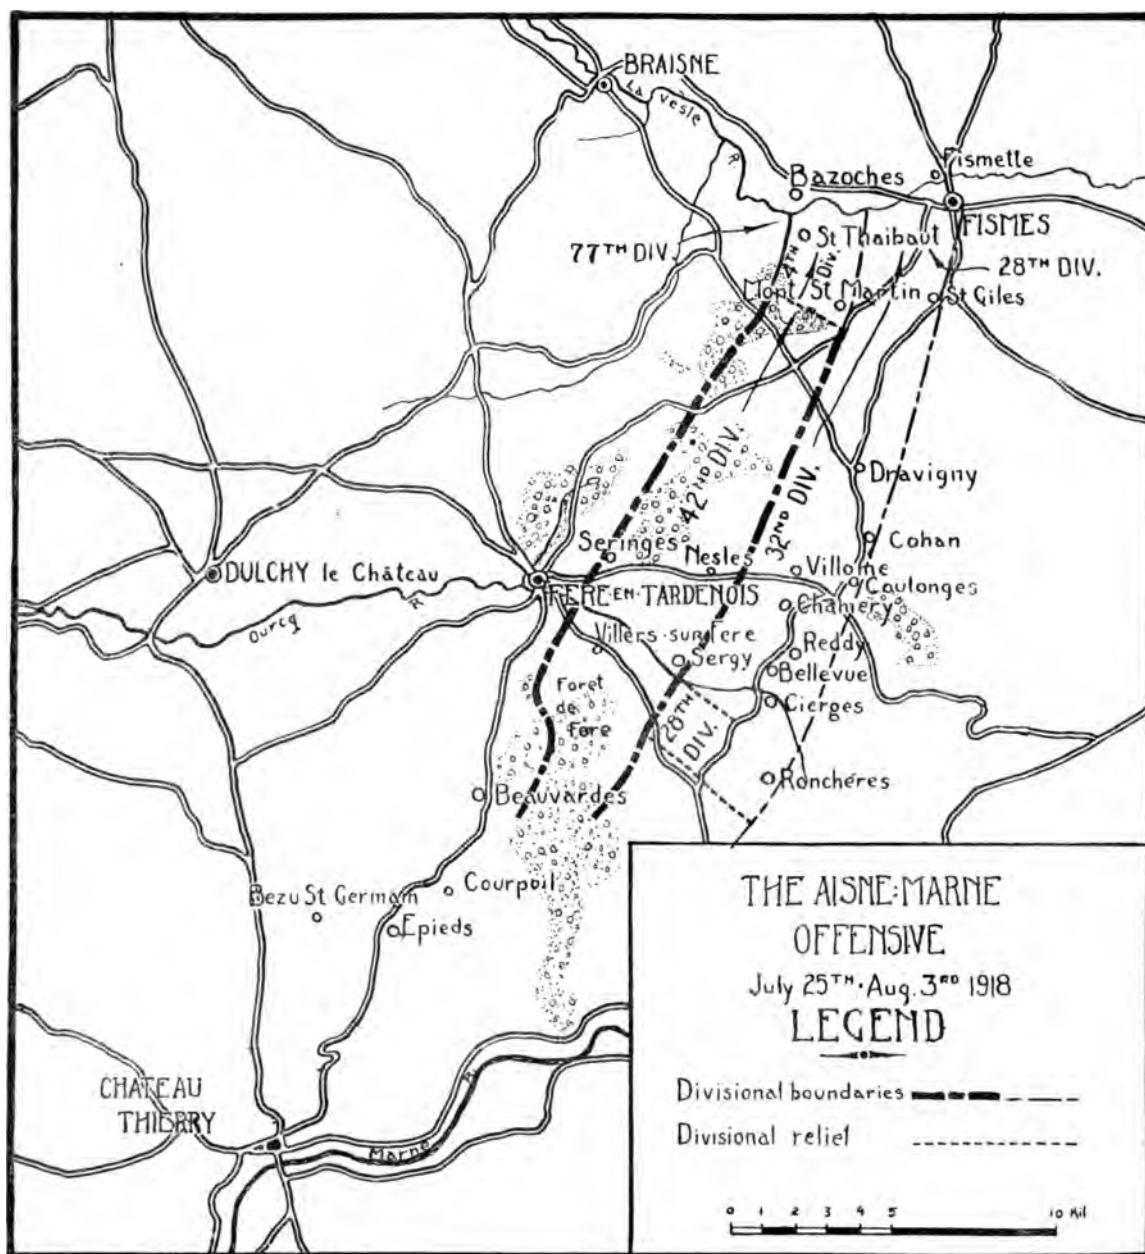 BRAISNE
La Vesle
R
Fismette
Bazoches
FISMES
St Thaibaut
77TH DIV.
4TH
Div.
28TH DIV.
Mont St Martin
St Giles
42ND DIV.
32ND DIV.
Dravigny
Cohan
Seringes
Nesles
Villome
Coulonges
DULCHY le Château
FERE-EN-TARDENOIS
Chamery
Ourcq
R
Villers-sur-Fere
Reddy
Sergy
Bellevue
Foret
de
Fere
28TH
DIV.
Cierges
Roncheres
Beauvardes
Courpoil
Bezu St Germain
Epieds
CHATEAU
THIERRY
Marne
R
THE AISNE-MARNE
OFFENSIVE
July 25TH-Aug. 3RD 1918
LEGEND
Divisional boundaries
Divisional relief
0 1 2 3 4 5 10 Kil